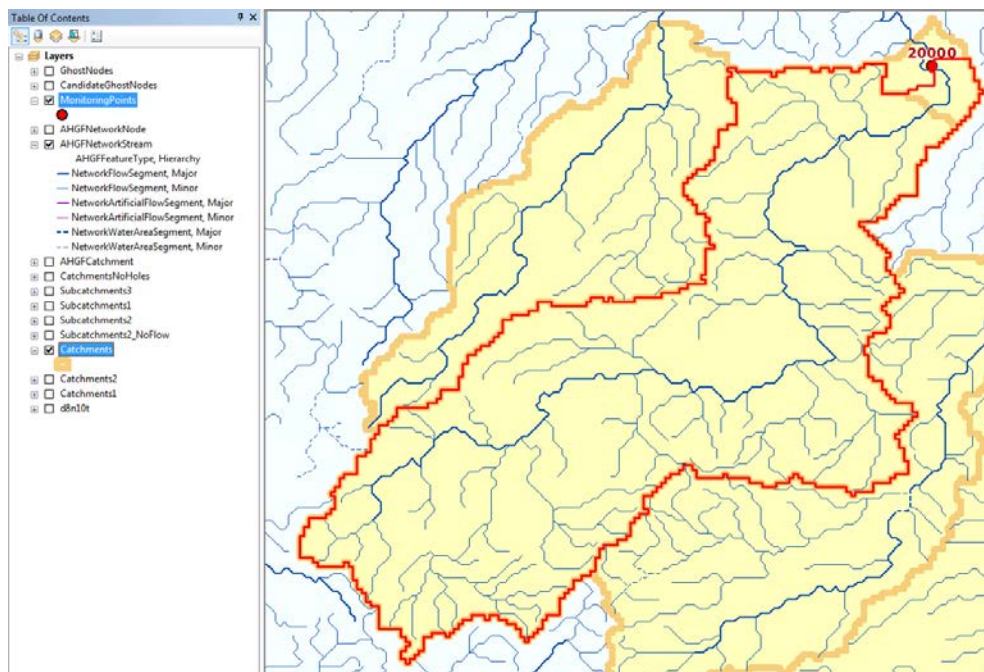 Table Of Contents
Layers
GhostNodes
CandidateGhostNodes
MonitoringPoints
AHGFNetworkNode
AHGFNetworkStream
AHGFFeatureType, Hierarchy
NetworkFlowSegment, Major
NetworkFlowSegment, Minor
NetworkArtificialFlowSegment, Major
NetworkArtificialFlowSegment, Minor
NetworkWaterAreaSegment, Major
NetworkWaterAreaSegment, Minor
AHGFCatchment
CatchmentsNoHoles
Subcatchments3
Subcatchments1
Subcatchments2
Subcatchments2_NoFlow
Catchments
Catchments2
Catchments1
d8n10t
20000